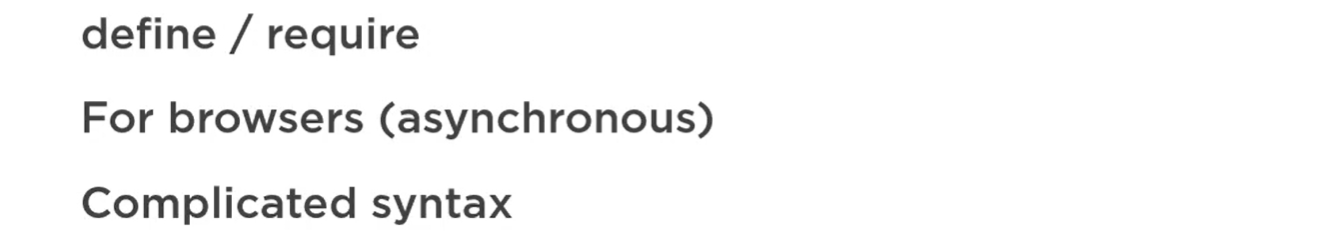 define / require
For browsers (asynchronous)
Complicated syntax